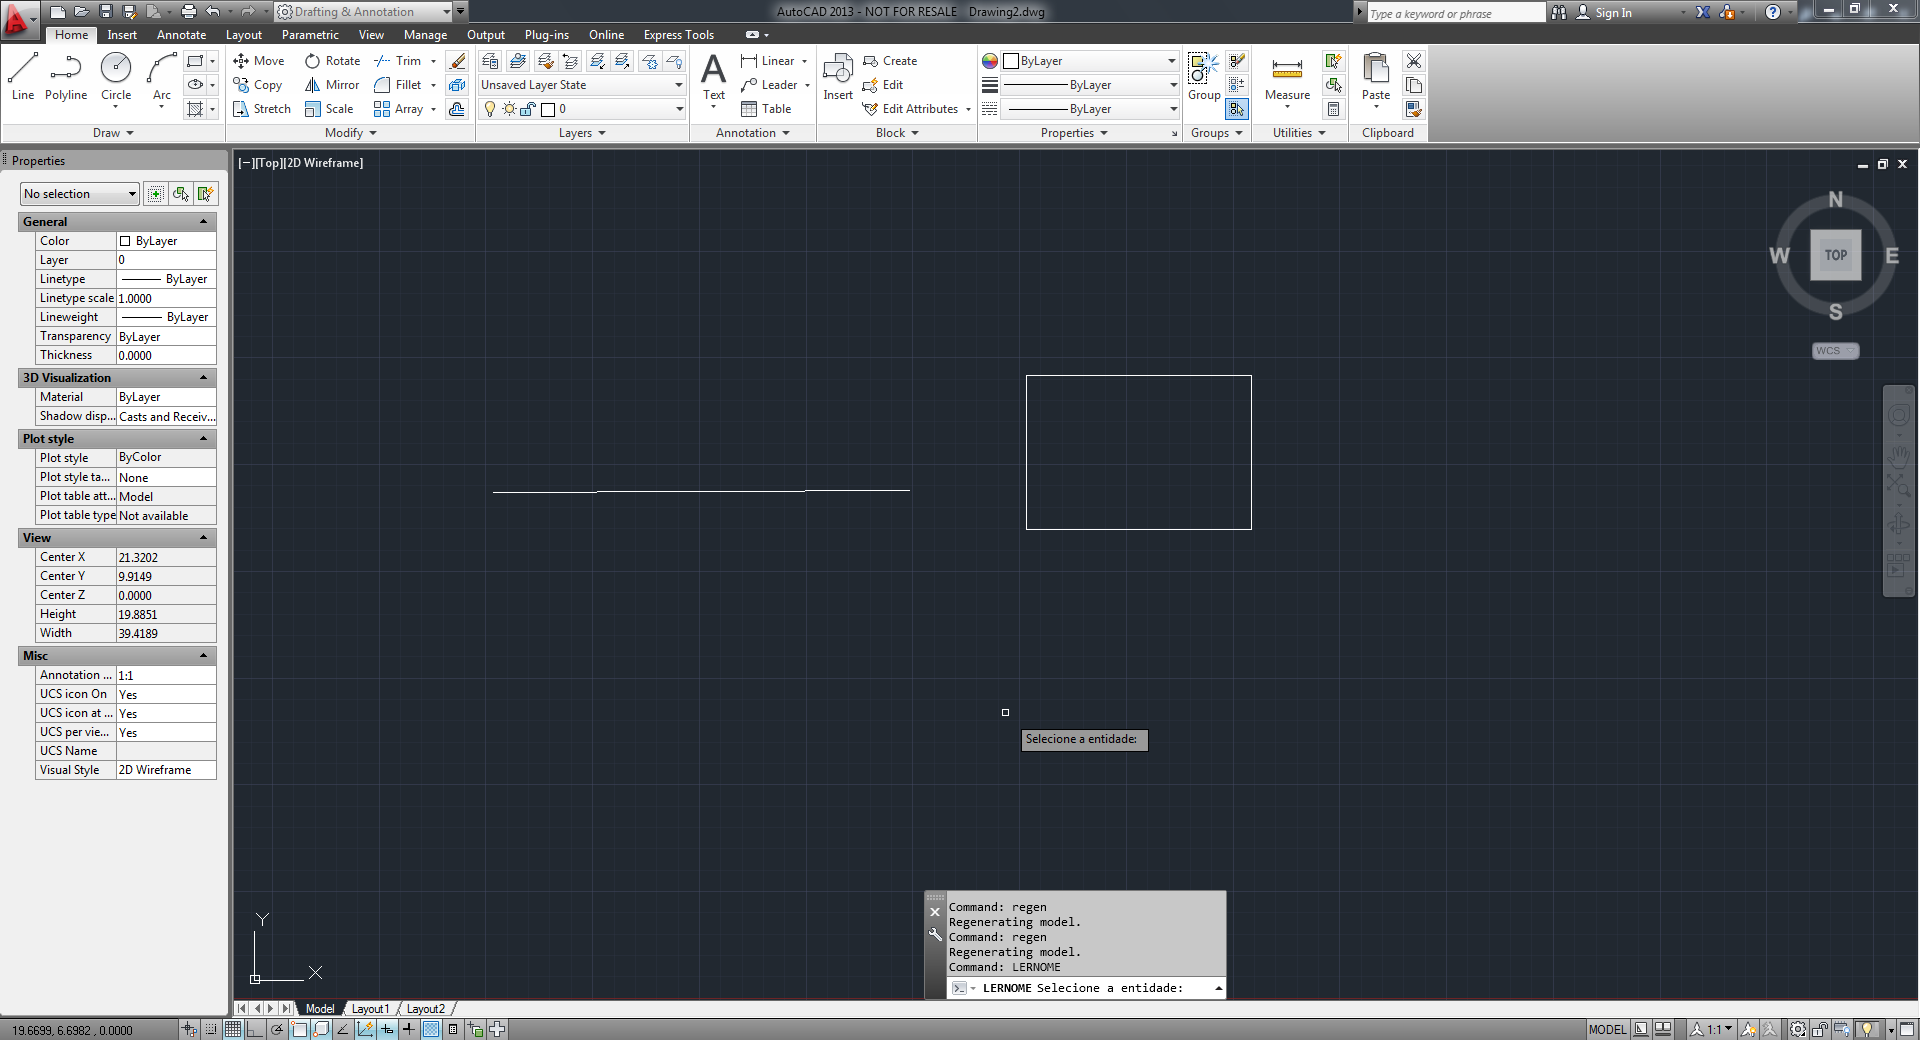 Drafting & Annotation
AutoCAD 2013 - NOT FOR RESALE Drawing2.dwg
Type a keyword or phrase
Sign In
Home Insert Annotate Layout Parametric View Manage Output Plug-ins Online Express Tools
Line Polyline Circle Arc
Draw
Move Rotate Trim
Copy Mirror Fillet
Stretch Scale Array
Modify
Unsaved Layer State
0
Layers
Text
Linear
Leader
Table
Annotation
Insert
Create
Edit
Edit Attributes
Block
ByLayer
ByLayer
ByLayer
Properties
Group
Groups
Measure
Utilities
Paste
Clipboard
Properties
No selection
General
Color ByLayer
Layer 0
Linetype ByLayer
Linetype scale 1.0000
Lineweight ByLayer
Transparency ByLayer
Thickness 0.0000
3D Visualization
Material ByLayer
Shadow disp... Casts and Receiv...
Plot style
Plot style ByColor
Plot style ta... None
Plot table att... Model
Plot table type Not available
View
Center X 21.3202
Center Y 9.9149
Center Z 0.0000
Height 19.8851
Width 39.4189
Misc
Annotation ... 1:1
UCS icon On Yes
UCS icon at ... Yes
UCS per vie... Yes
UCS Name
Visual Style 2D Wireframe
[−][Top][2D Wireframe]
N
W TOP E
S
WCS
Selecione a entidade:
Y
X
Command: regen
Regenerating model.
Command: regen
Regenerating model.
Command: LERNOME
LERNOME Selecione a entidade:
Model Layout1 Layout2
19.6699, 6.6982 , 0.0000
MODEL
1:1